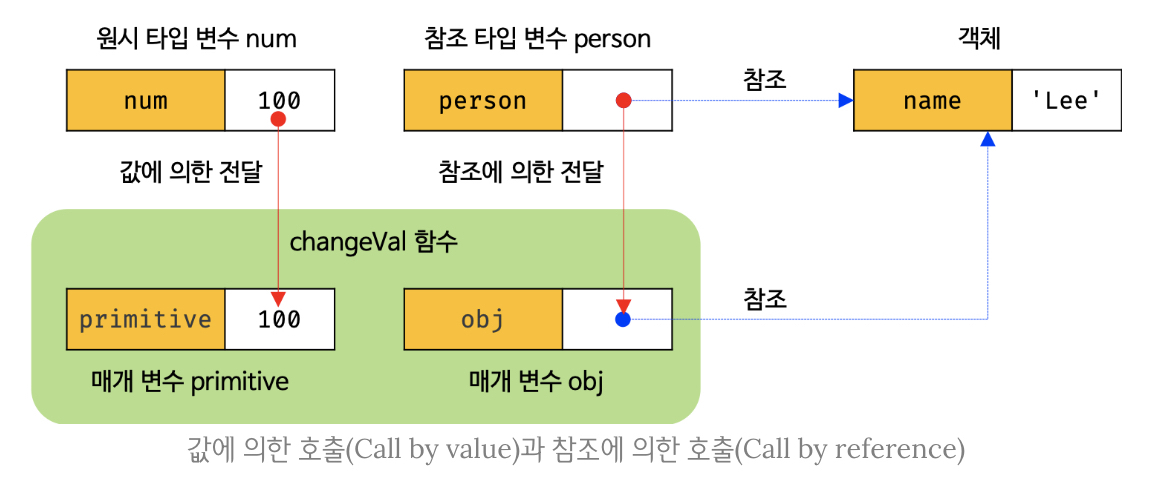 원시 타입 변수 num
참조 타입 변수 person
객체
num 100
person
참조
name 'Lee'
값에 의한 전달
참조에 의한 전달
changeVal 함수
primitive 100
obj
참조
매개 변수 primitive
매개 변수 obj
값에 의한 호출(Call by value)과 참조에 의한 호출(Call by reference)